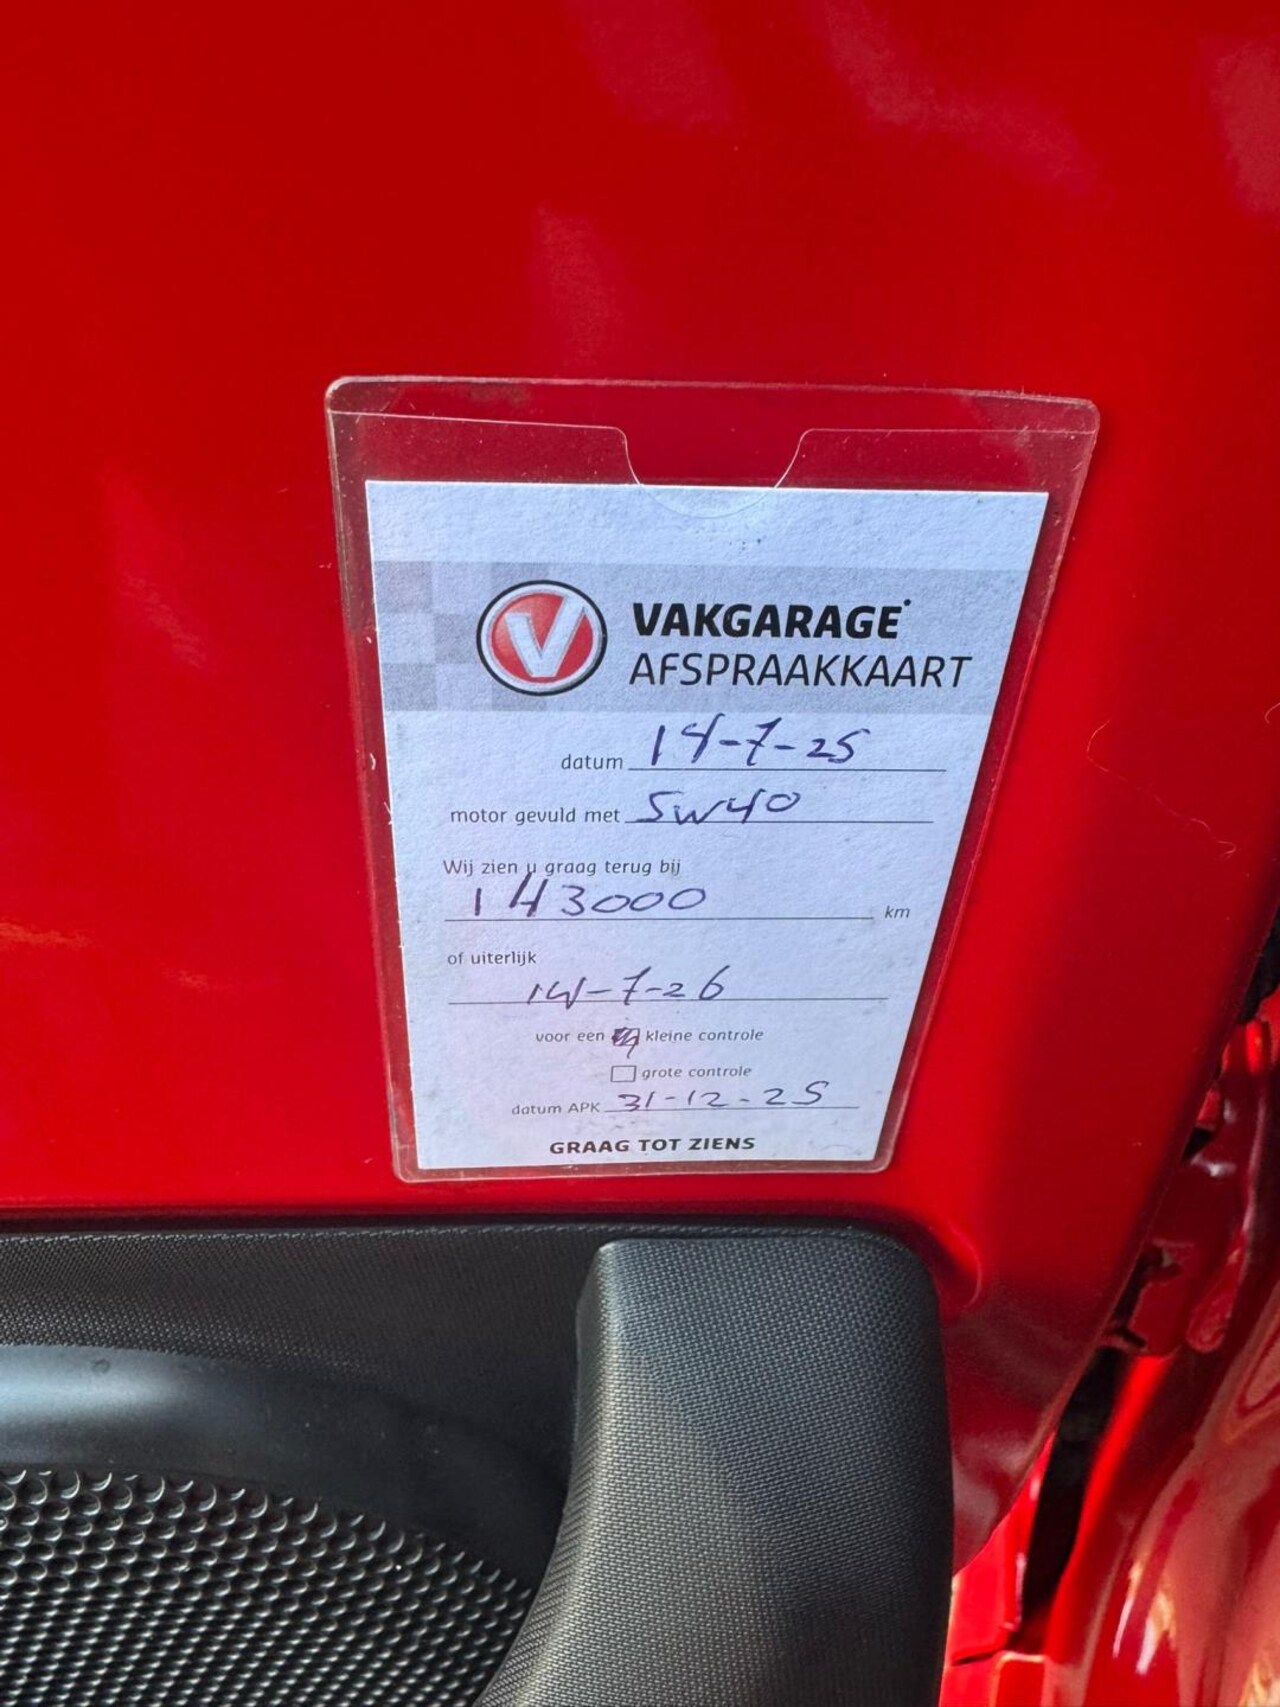 V VAKGARAGE
AFSPRAAKKAART
datum 14-7-25
motor gevuld met 5w40
Wij zien u graag terug bij
143000 km
of uiterlijk
14-7-26
voor een kleine controle
grote controle
datum APK 31-12-25
GRAAG TOT ZIENS